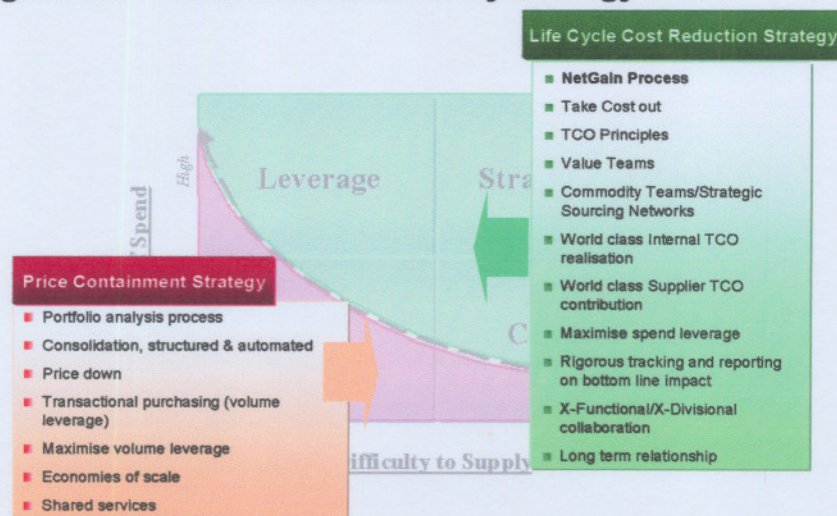 Life Cycle Cost Reduction Strategy
NetGain Process
Take Cost out
TCO Principles
Value Teams
Commodity Teams/Strategic
Sourcing Networks
World class Internal TCO
realisation
World class Supplier TCO
contribution
Maximise spend leverage
Rigorous tracking and reporting
on bottom line impact
X-Functional/X-Divisional
collaboration
Long term relationship
High
Leverage
Spend
Price Containment Strategy
Portfolio analysis process
Consolidation, structured & automated
Price down
Transactional purchasing (volume
leverage)
Maximise volume leverage
Economies of scale
Shared services
to Supply